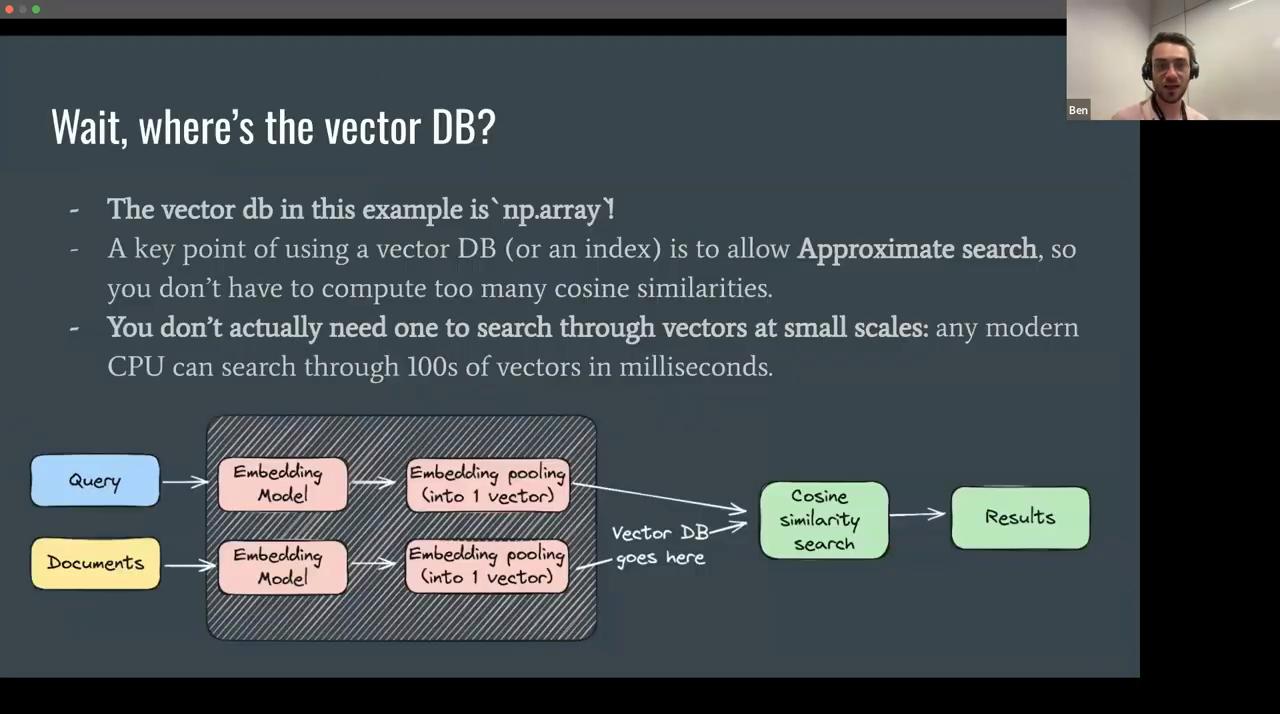 Ben
Wait, where's the vector DB?
- The vector db in this example is`np.array`!
- A key point of using a vector DB (or an index) is to allow Approximate search, so
you don't have to compute too many cosine similarities.
- You don't actually need one to search through vectors at small scales: any modern
CPU can search through 100s of vectors in milliseconds.
Query
Embedding
Model
Embedding pooling
(into 1 vector)
Documents
Embedding
Model
Embedding pooling
(into 1 vector)
Vector DB
goes here
Cosine
similarity
search
Results